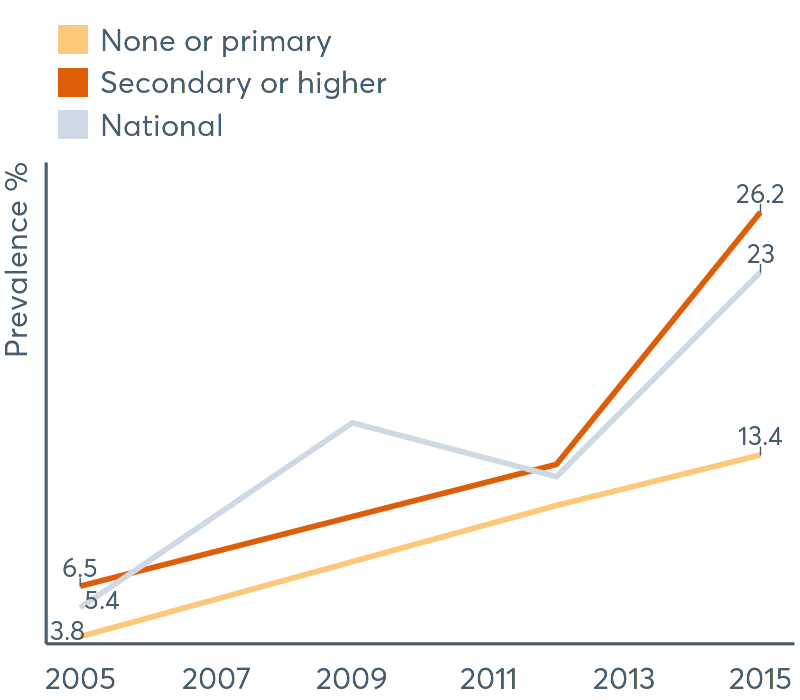 None or primary
Secondary or higher
National
Prevalence %
26.2
23
13.4
6.5
5.4
3.8
2005 2007 2009 2011 2013 2015